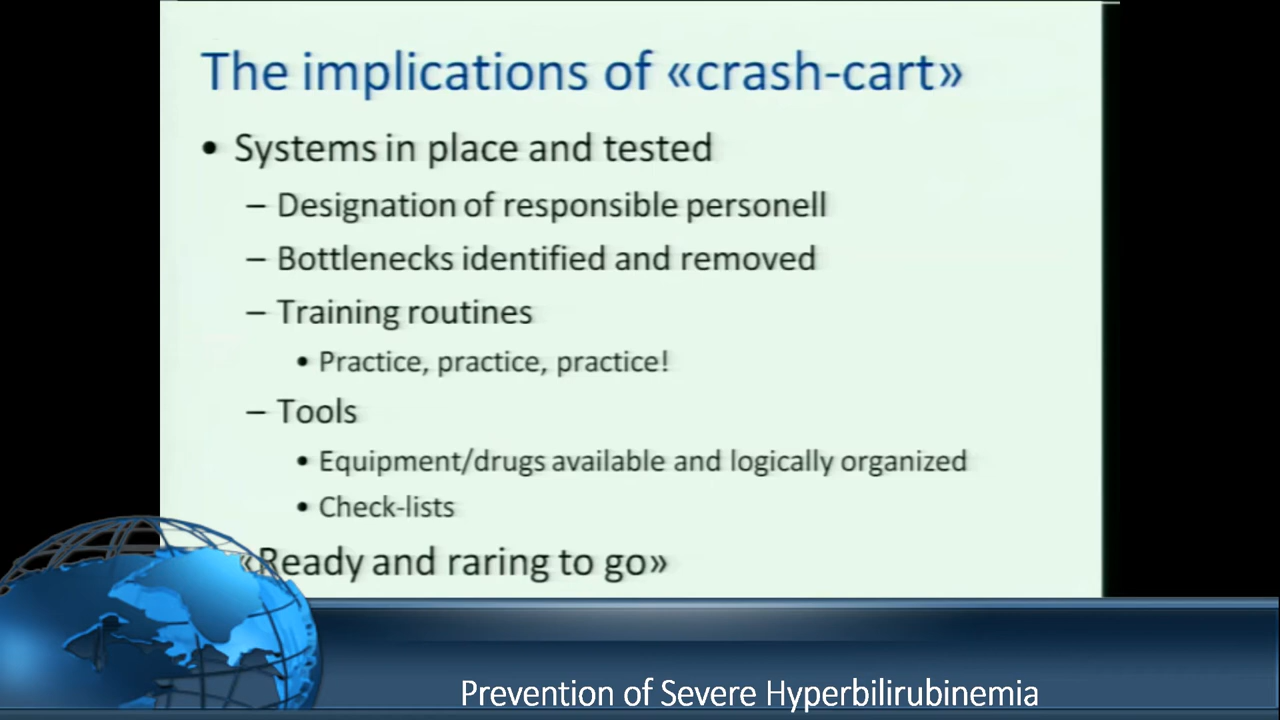 The implications of «crash-cart»
• Systems in place and tested
– Designation of responsible personell
– Bottlenecks identified and removed
– Training routines
• Practice, practice, practice!
– Tools
• Equipment/drugs available and logically organized
• Check-lists
«Ready and raring to go»
Prevention of Severe Hyperbilirubinemia